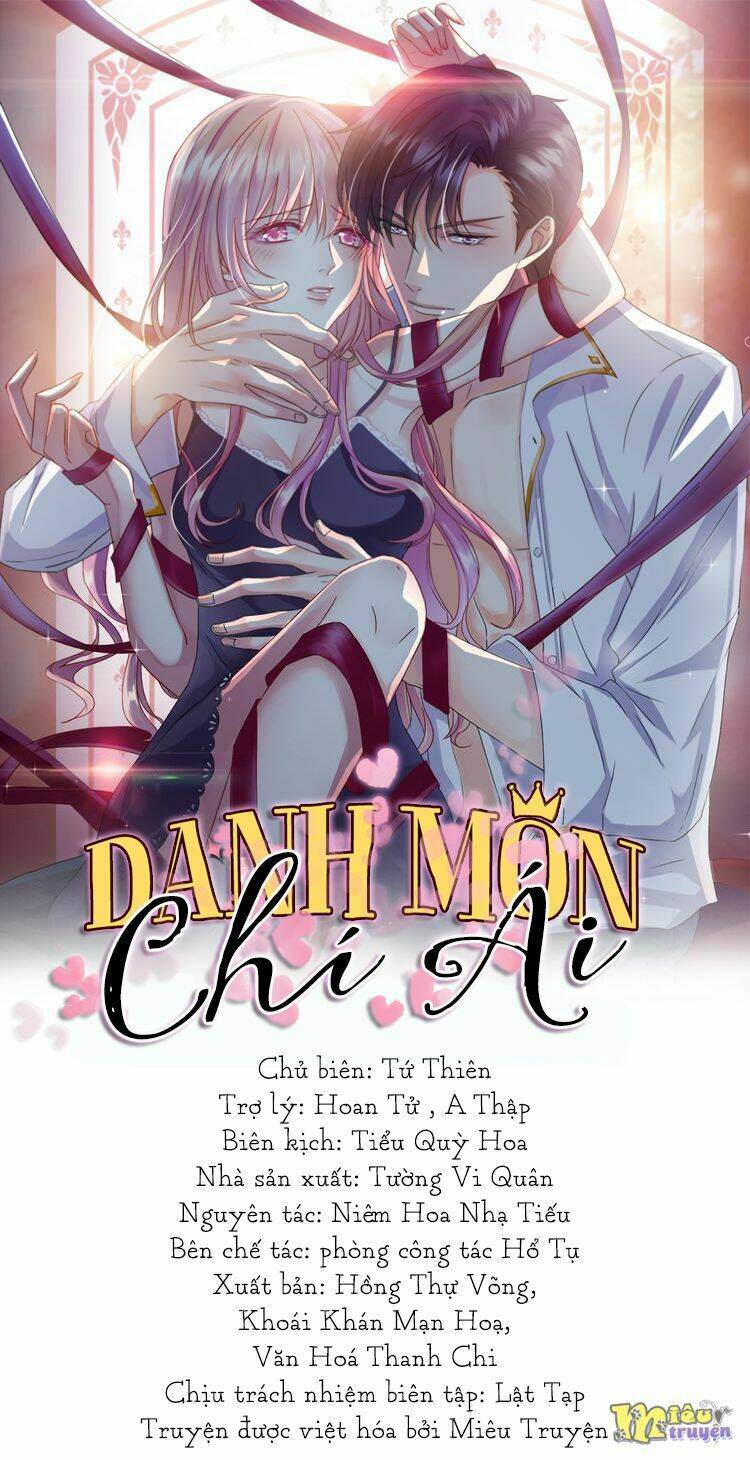 DANH MÔN
Chí Ái
Chủ biên: Tứ Thiên
Trợ lý: Hoan Tử , A Thập
Biên kịch: Tiểu Quỳ Hoa
Nhà sản xuất: Tường Vi Quân
Nguyên tác: Niêm Hoa Nhạ Tiếu
Bên chế tác: phòng công tác Hổ Tụ
Xuất bản: Hồng Thự Võng,
Khoái Khán Mạn Hoạ,
Văn Hoá Thanh Chi
Chịu trách nhiệm biên tập: Lật Tạp
Truyện được việt hóa bởi Miêu Truyện
Miêu
truyện